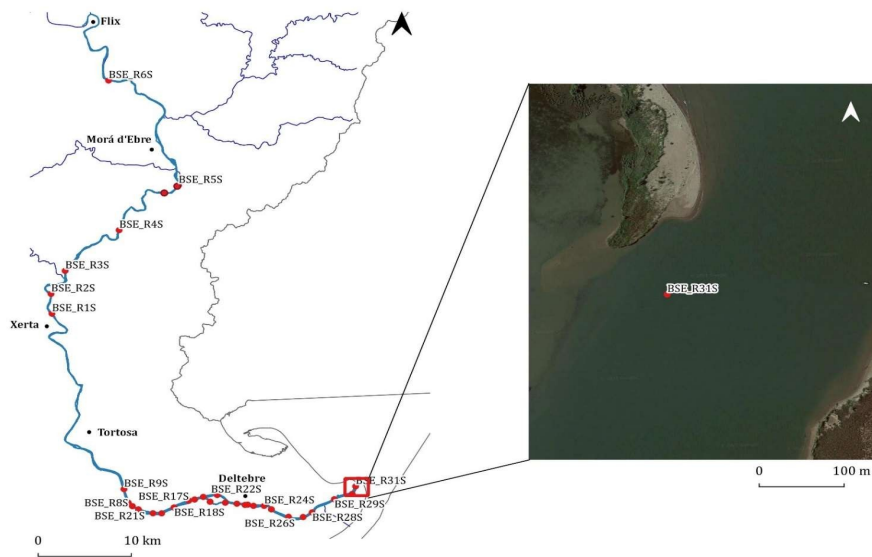 Flix
BSE_R6S
Morá d'Ebre
BSE_R5S
BSE_R4S
BSE_R3S
BSE_R2S
BSE_R1S
Xerta
Tortosa
BSE_R9S
BSE_R8S
BSE_R21S
BSE_R17S
BSE_R18S
Deltebre
BSE_R22S
BSE_R24S
BSE_R26S
BSE_R28S
BSE_R29S
BSE_R31S
0 10 km
BSE_R31S
0 100 m